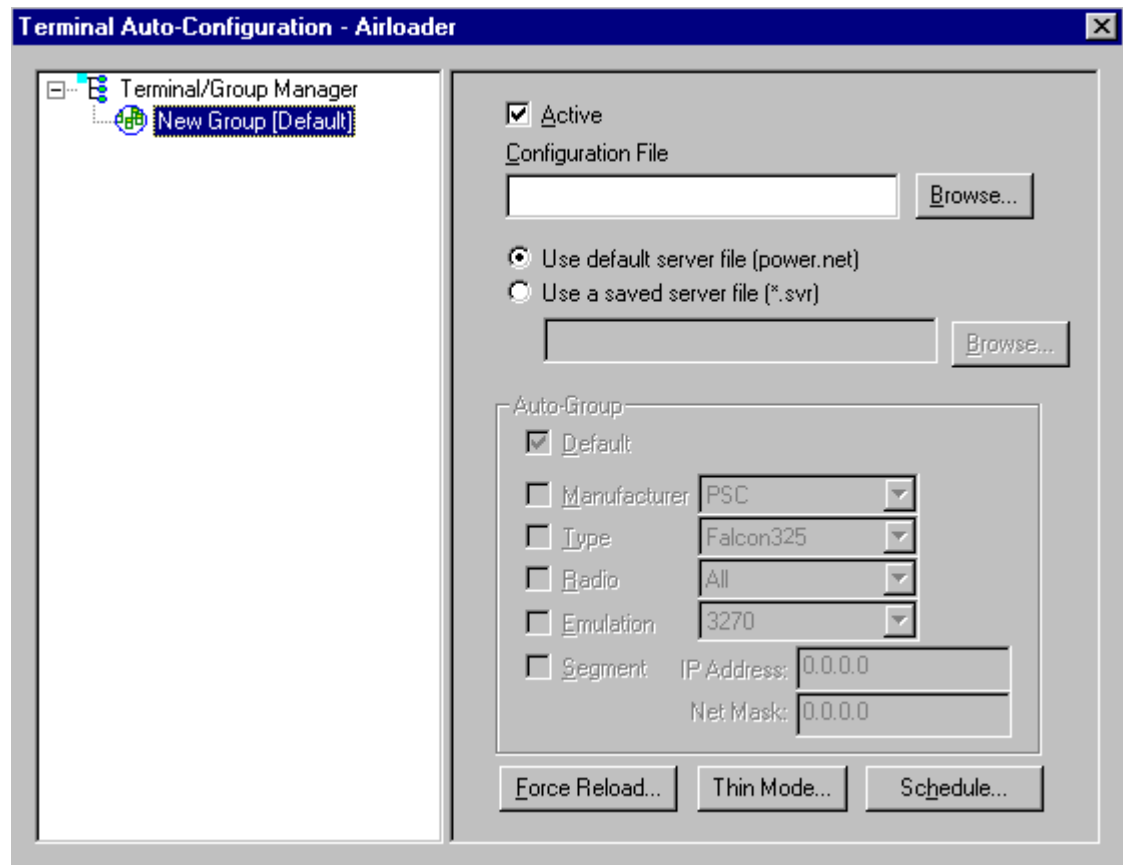 Terminal Auto-Configuration - Airloader
Terminal/Group Manager
New Group [Default]
Active
Configuration File
Browse...
Use default server file (power.net)
Use a saved server file (*.svr)
Browse...
Auto-Group
Default
Manufacturer PSC
Type Falcon325
Radio All
Emulation 3270
Segment IP Address: 0.0.0.0
Net Mask: 0.0.0.0
Force Reload... Thin Mode... Schedule...